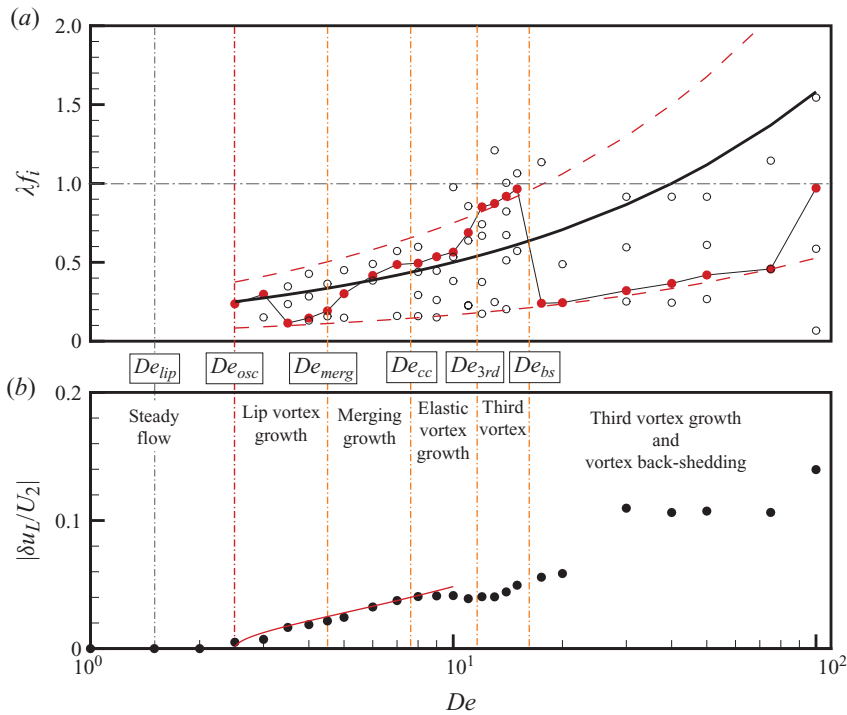 (a)
2.0
1.5
1.0
0.5
0
λf_i
De_lip De_osc De_merg De_cc De_3rd De_bs
(b)
0.2
0.1
0
|δu_L/U_2|
Steady flow
Lip vortex growth
Merging growth
Elastic vortex growth
Third vortex
Third vortex growth and vortex back-shedding
10^0 10^1 10^2
De